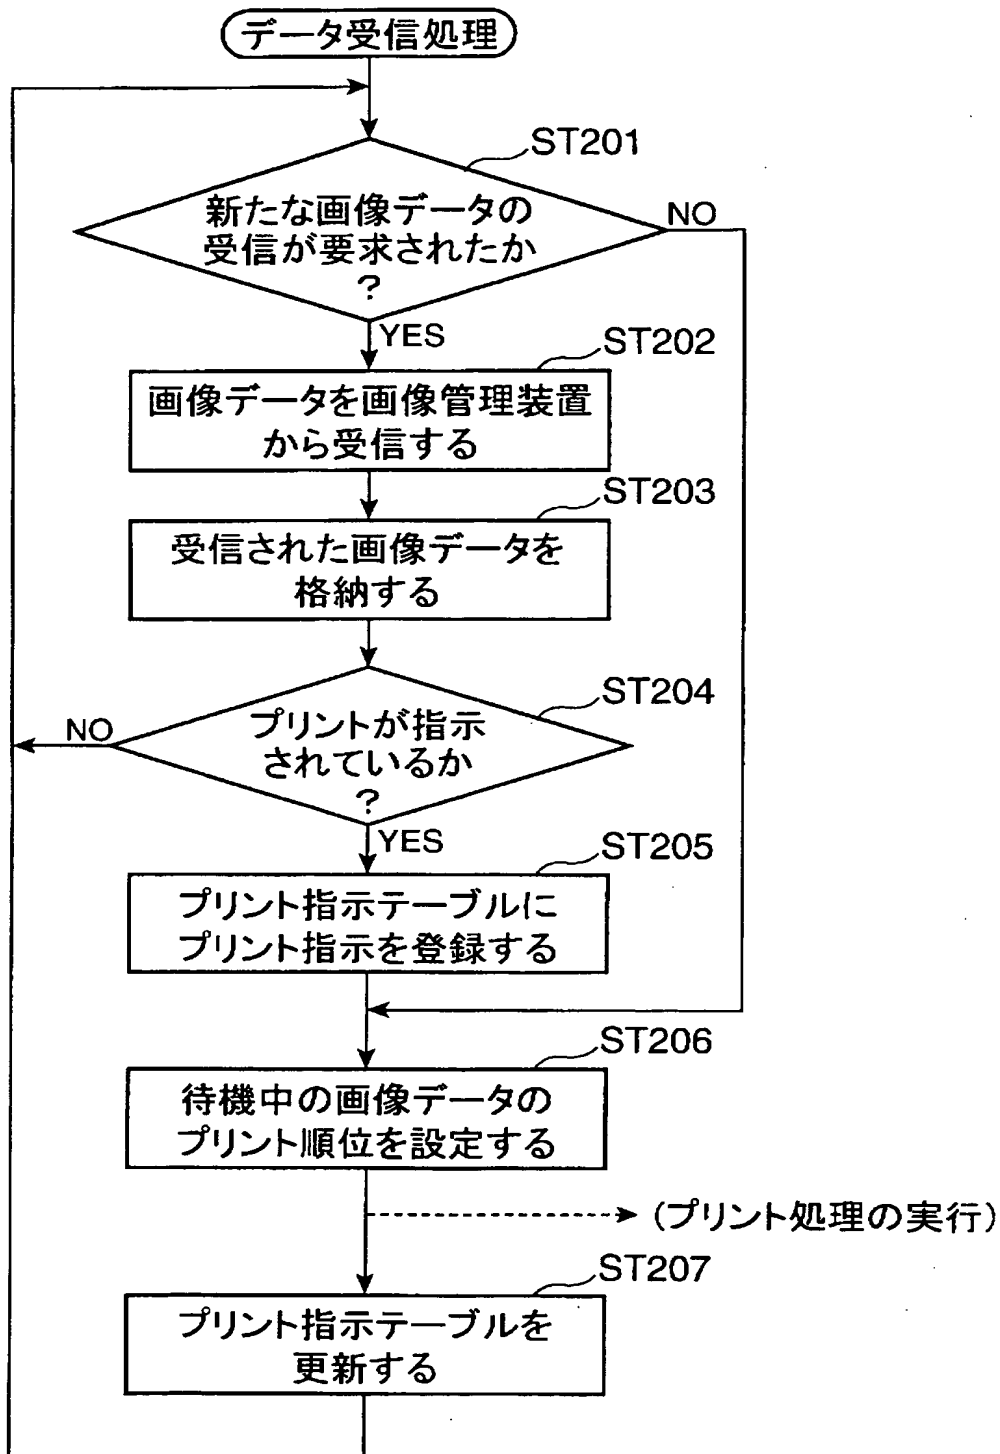 データ受信処理
ST201
新たな画像データの
受信が要求されたか
?
NO
YES
ST202
画像データを画像管理装置
から受信する
ST203
受信された画像データを
格納する
ST204
プリントが指示
されているか
?
NO
YES
ST205
プリント指示テーブルに
プリント指示を登録する
ST206
待機中の画像データの
プリント順位を設定する
(プリント処理の実行)
ST207
プリント指示テーブルを
更新する